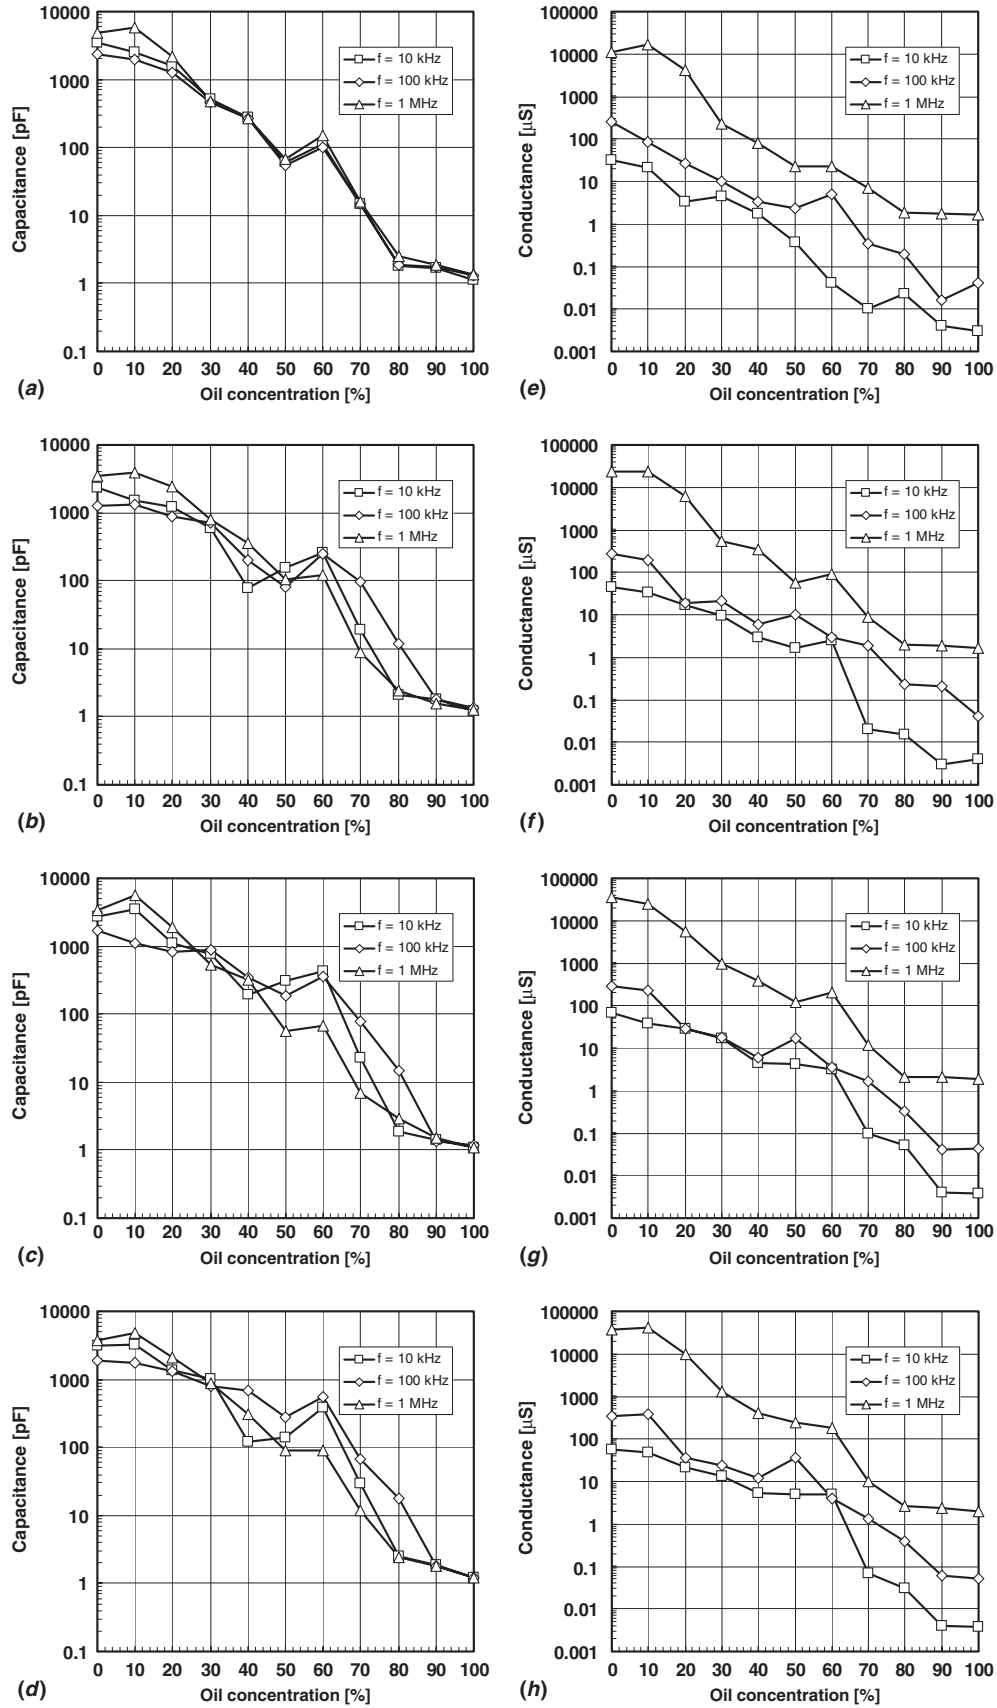 10000
1000
100
10
1
0.1
Capacitance [pF]
f = 10 kHz
f = 100 kHz
f = 1 MHz
0 10 20 30 40 50 60 70 80 90 100
Oil concentration [%]
(a)
100000
10000
1000
100
10
1
0.1
0.01
0.001
Conductance [µS]
f = 10 kHz
f = 100 kHz
f = 1 MHz
0 10 20 30 40 50 60 70 80 90 100
Oil concentration [%]
(e)
10000
1000
100
10
1
0.1
Capacitance [pF]
f = 10 kHz
f = 100 kHz
f = 1 MHz
0 10 20 30 40 50 60 70 80 90 100
Oil concentration [%]
(b)
100000
10000
1000
100
10
1
0.1
0.01
0.001
Conductance [µS]
f = 10 kHz
f = 100 kHz
f = 1 MHz
0 10 20 30 40 50 60 70 80 90 100
Oil concentration [%]
(f)
10000
1000
100
10
1
0.1
Capacitance [pF]
f = 10 kHz
f = 100 kHz
f = 1 MHz
0 10 20 30 40 50 60 70 80 90 100
Oil concentration [%]
(c)
100000
10000
1000
100
10
1
0.1
0.01
0.001
Conductance [µS]
f = 10 kHz
f = 100 kHz
f = 1 MHz
0 10 20 30 40 50 60 70 80 90 100
Oil concentration [%]
(g)
10000
1000
100
10
1
0.1
Capacitance [pF]
f = 10 kHz
f = 100 kHz
f = 1 MHz
0 10 20 30 40 50 60 70 80 90 100
Oil concentration [%]
(d)
100000
10000
1000
100
10
1
0.1
0.01
0.001
Conductance [µS]
f = 10 kHz
f = 100 kHz
f = 1 MHz
0 10 20 30 40 50 60 70 80 90 100
Oil concentration [%]
(h)